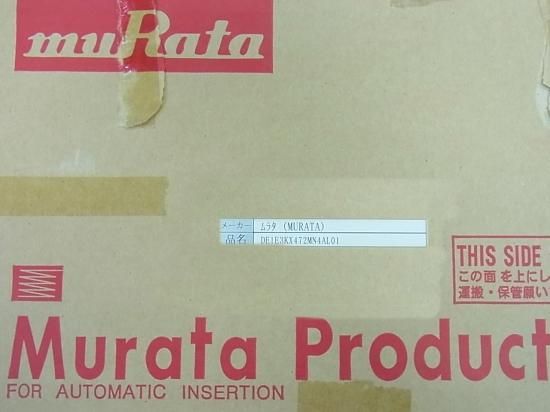 muRata
メーカー ムラタ (MURATA)
品名 DE1E3KX472MN4AL01
THIS SIDE
この面を上にし
運搬・保管願い
Murata Product
FOR AUTOMATIC INSERTION